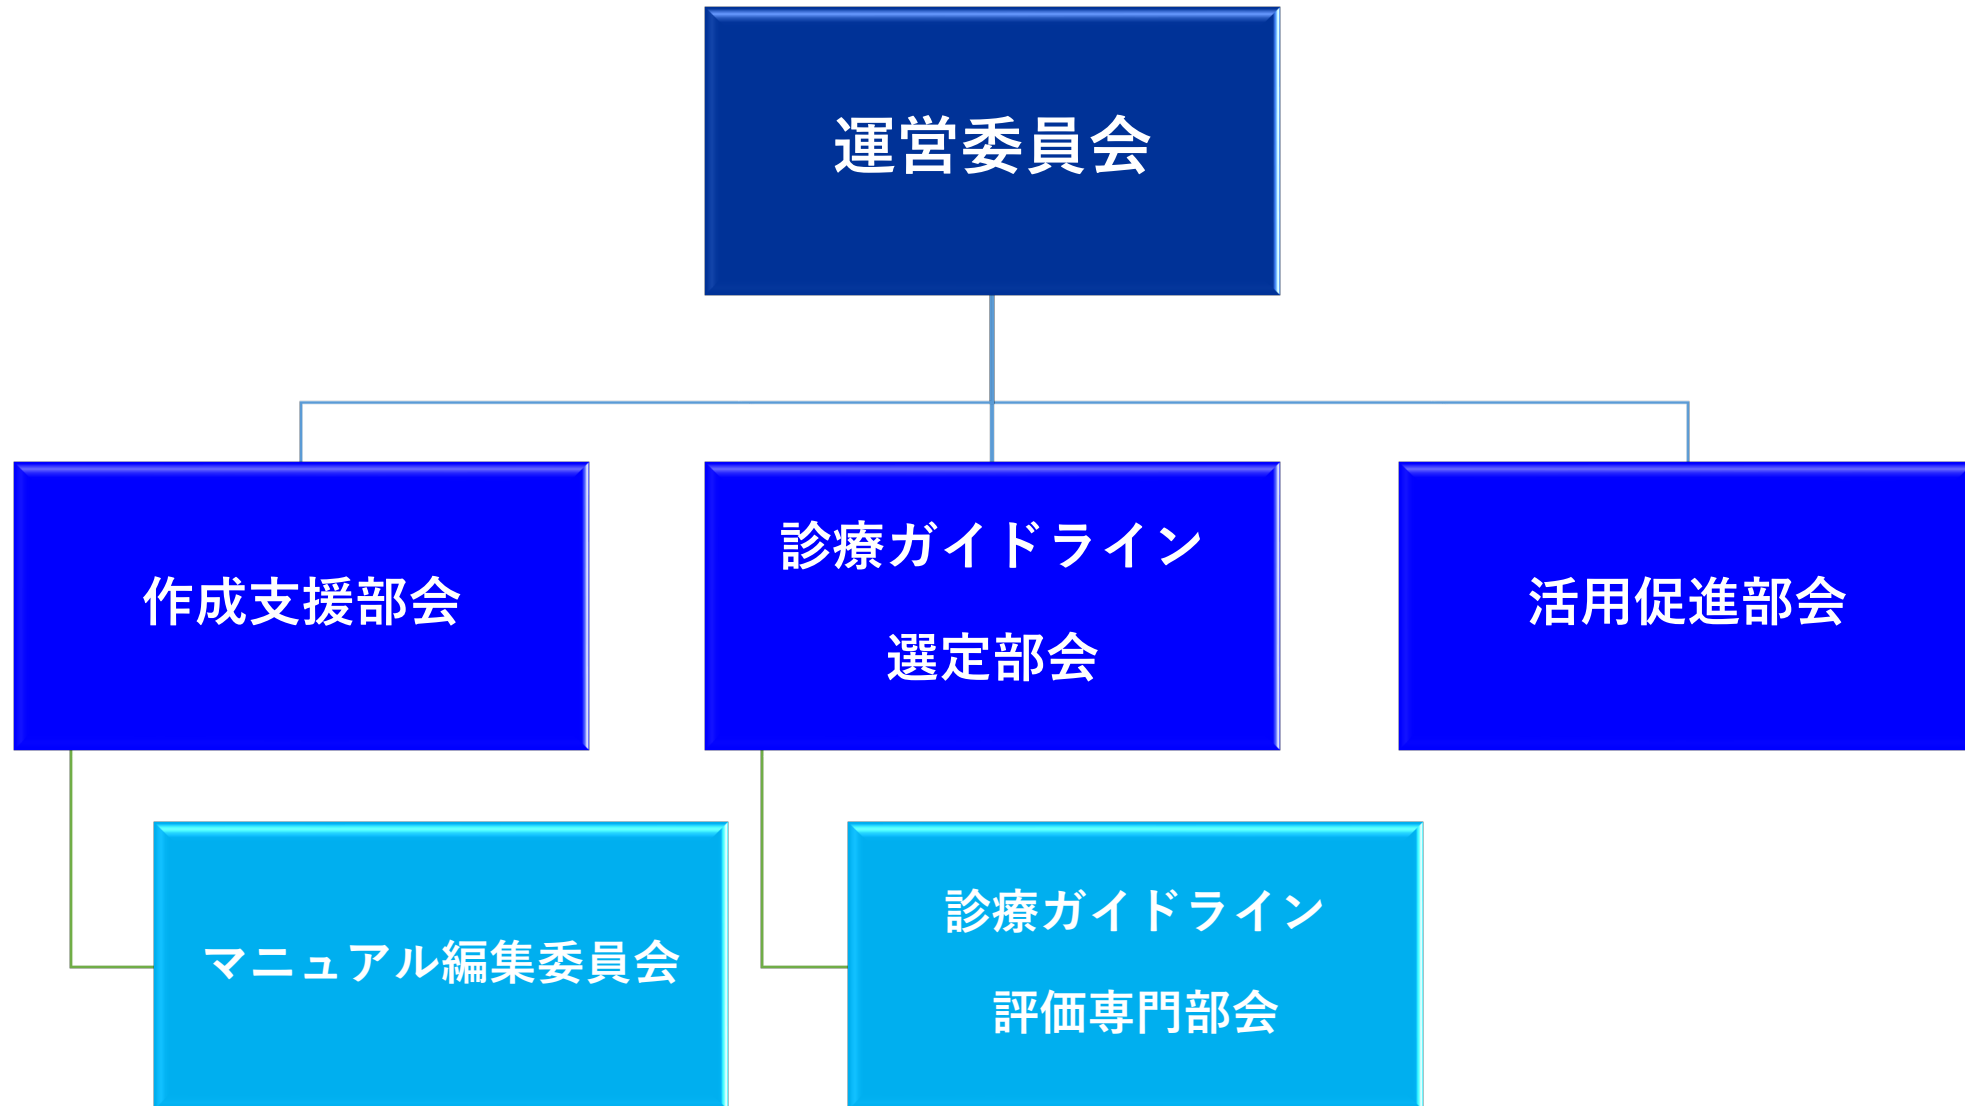 運営委員会
作成支援部会
診療ガイドライン
選定部会
活用促進部会
マニュアル編集委員会
診療ガイドライン
評価専門部会